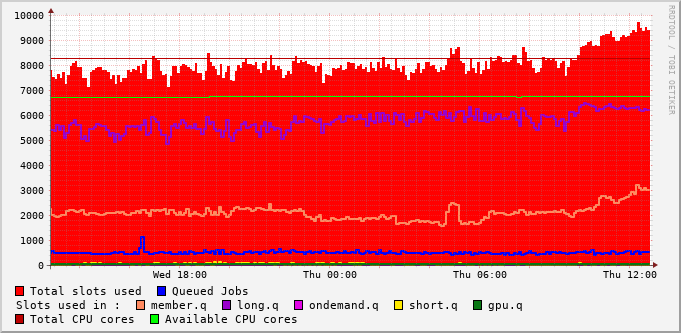 10000
9000
8000
7000
6000
5000
4000
3000
2000
1000
0
Wed 18:00 Thu 00:00 Thu 06:00 Thu 12:00
Total slots used Queued Jobs
Slots used in : member.q long.q ondemand.q short.q gpu.q
Total CPU cores Available CPU cores
RRDTOOL / TOBI OETIKER